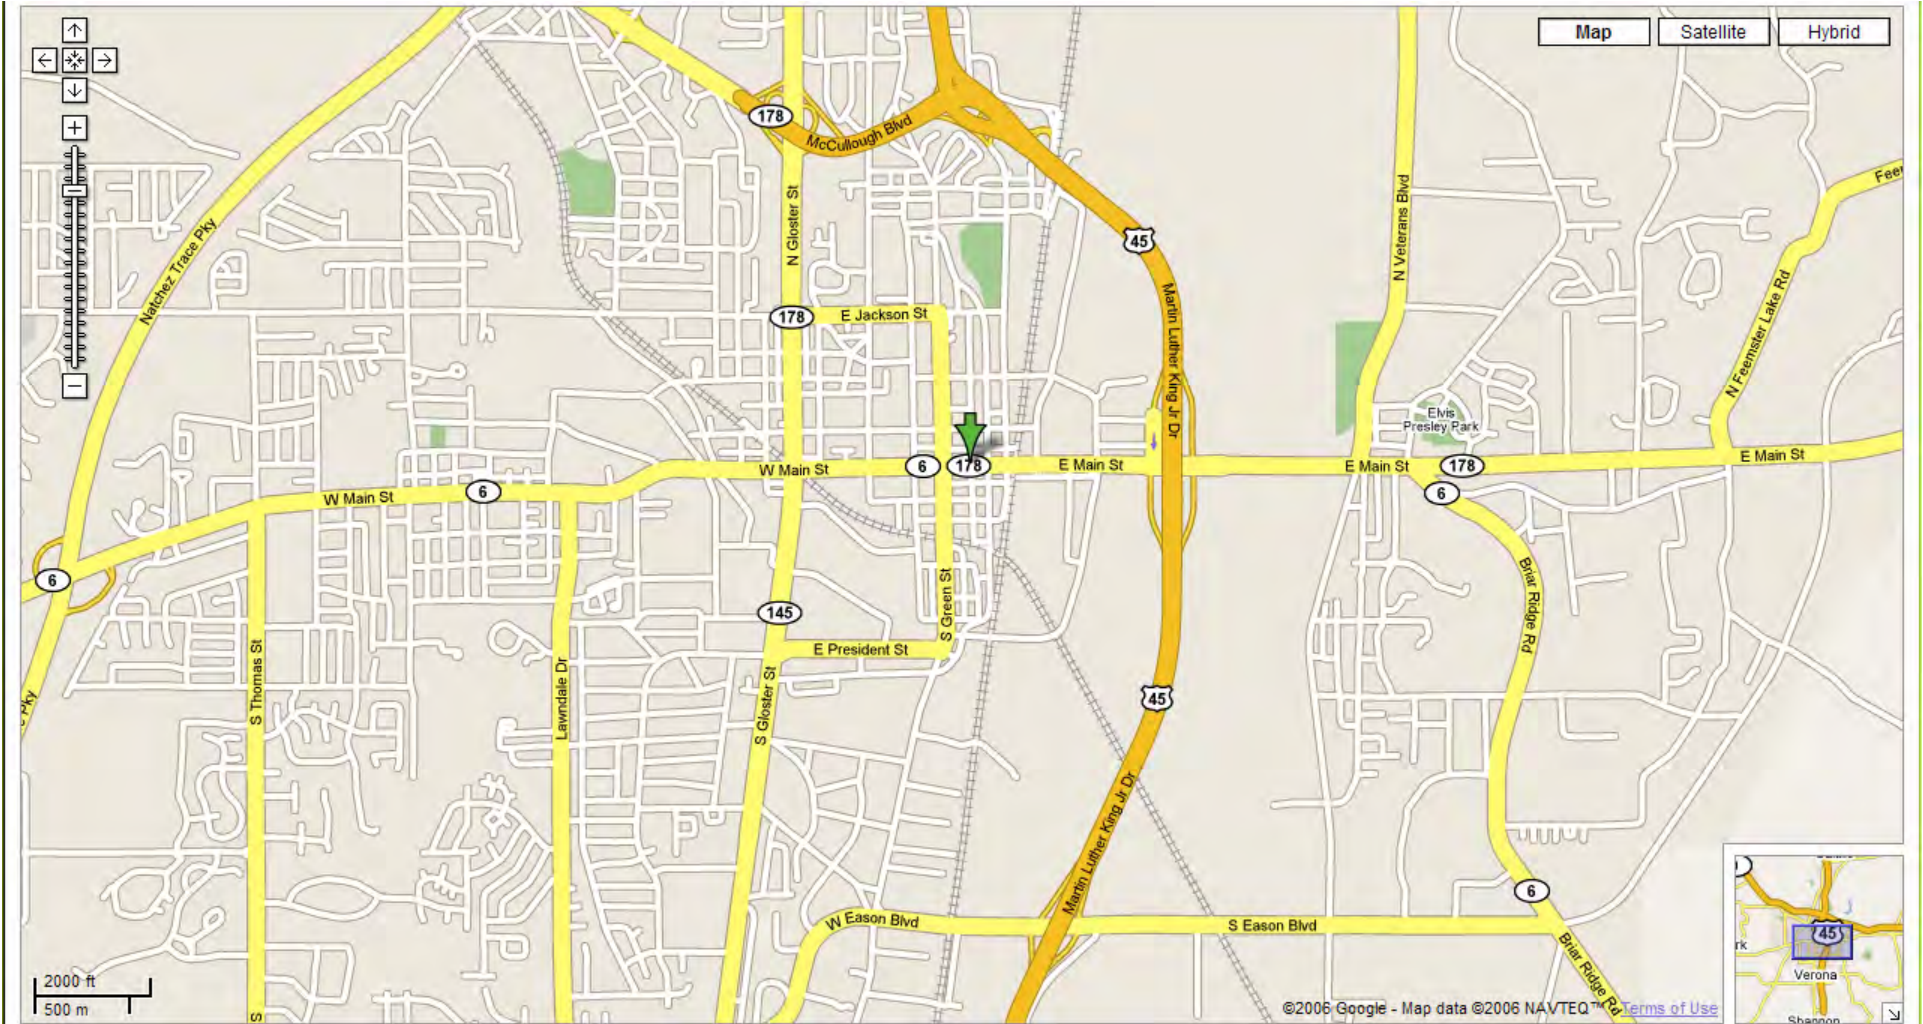 Map
Satellite
Hybrid
178
McCullough Blvd
Feer
N Veterans Blvd
N Gloster St
45
Natchez Trace Pky
Martin Luther King Jr Dr
N Feemster Lake Rd
178
E Jackson St
Elvis
Presley Park
W Main St
6
178
E Main St
E Main St
178
E Main St
W Main St
6
6
6
Briar Ridge Rd
145
S Green St
E President St
S Thomas St
Lawndale Dr
S Gloster St
Pky
45
Martin Luther King Jr Dr
6
W Eason Blvd
S Eason Blvd
Briar Ridge Rd
S
2000 ft
500 m
©2006 Google - Map data ©2006 NAVTEQ™ - Terms of Use
45
rk
Verona
Shannon